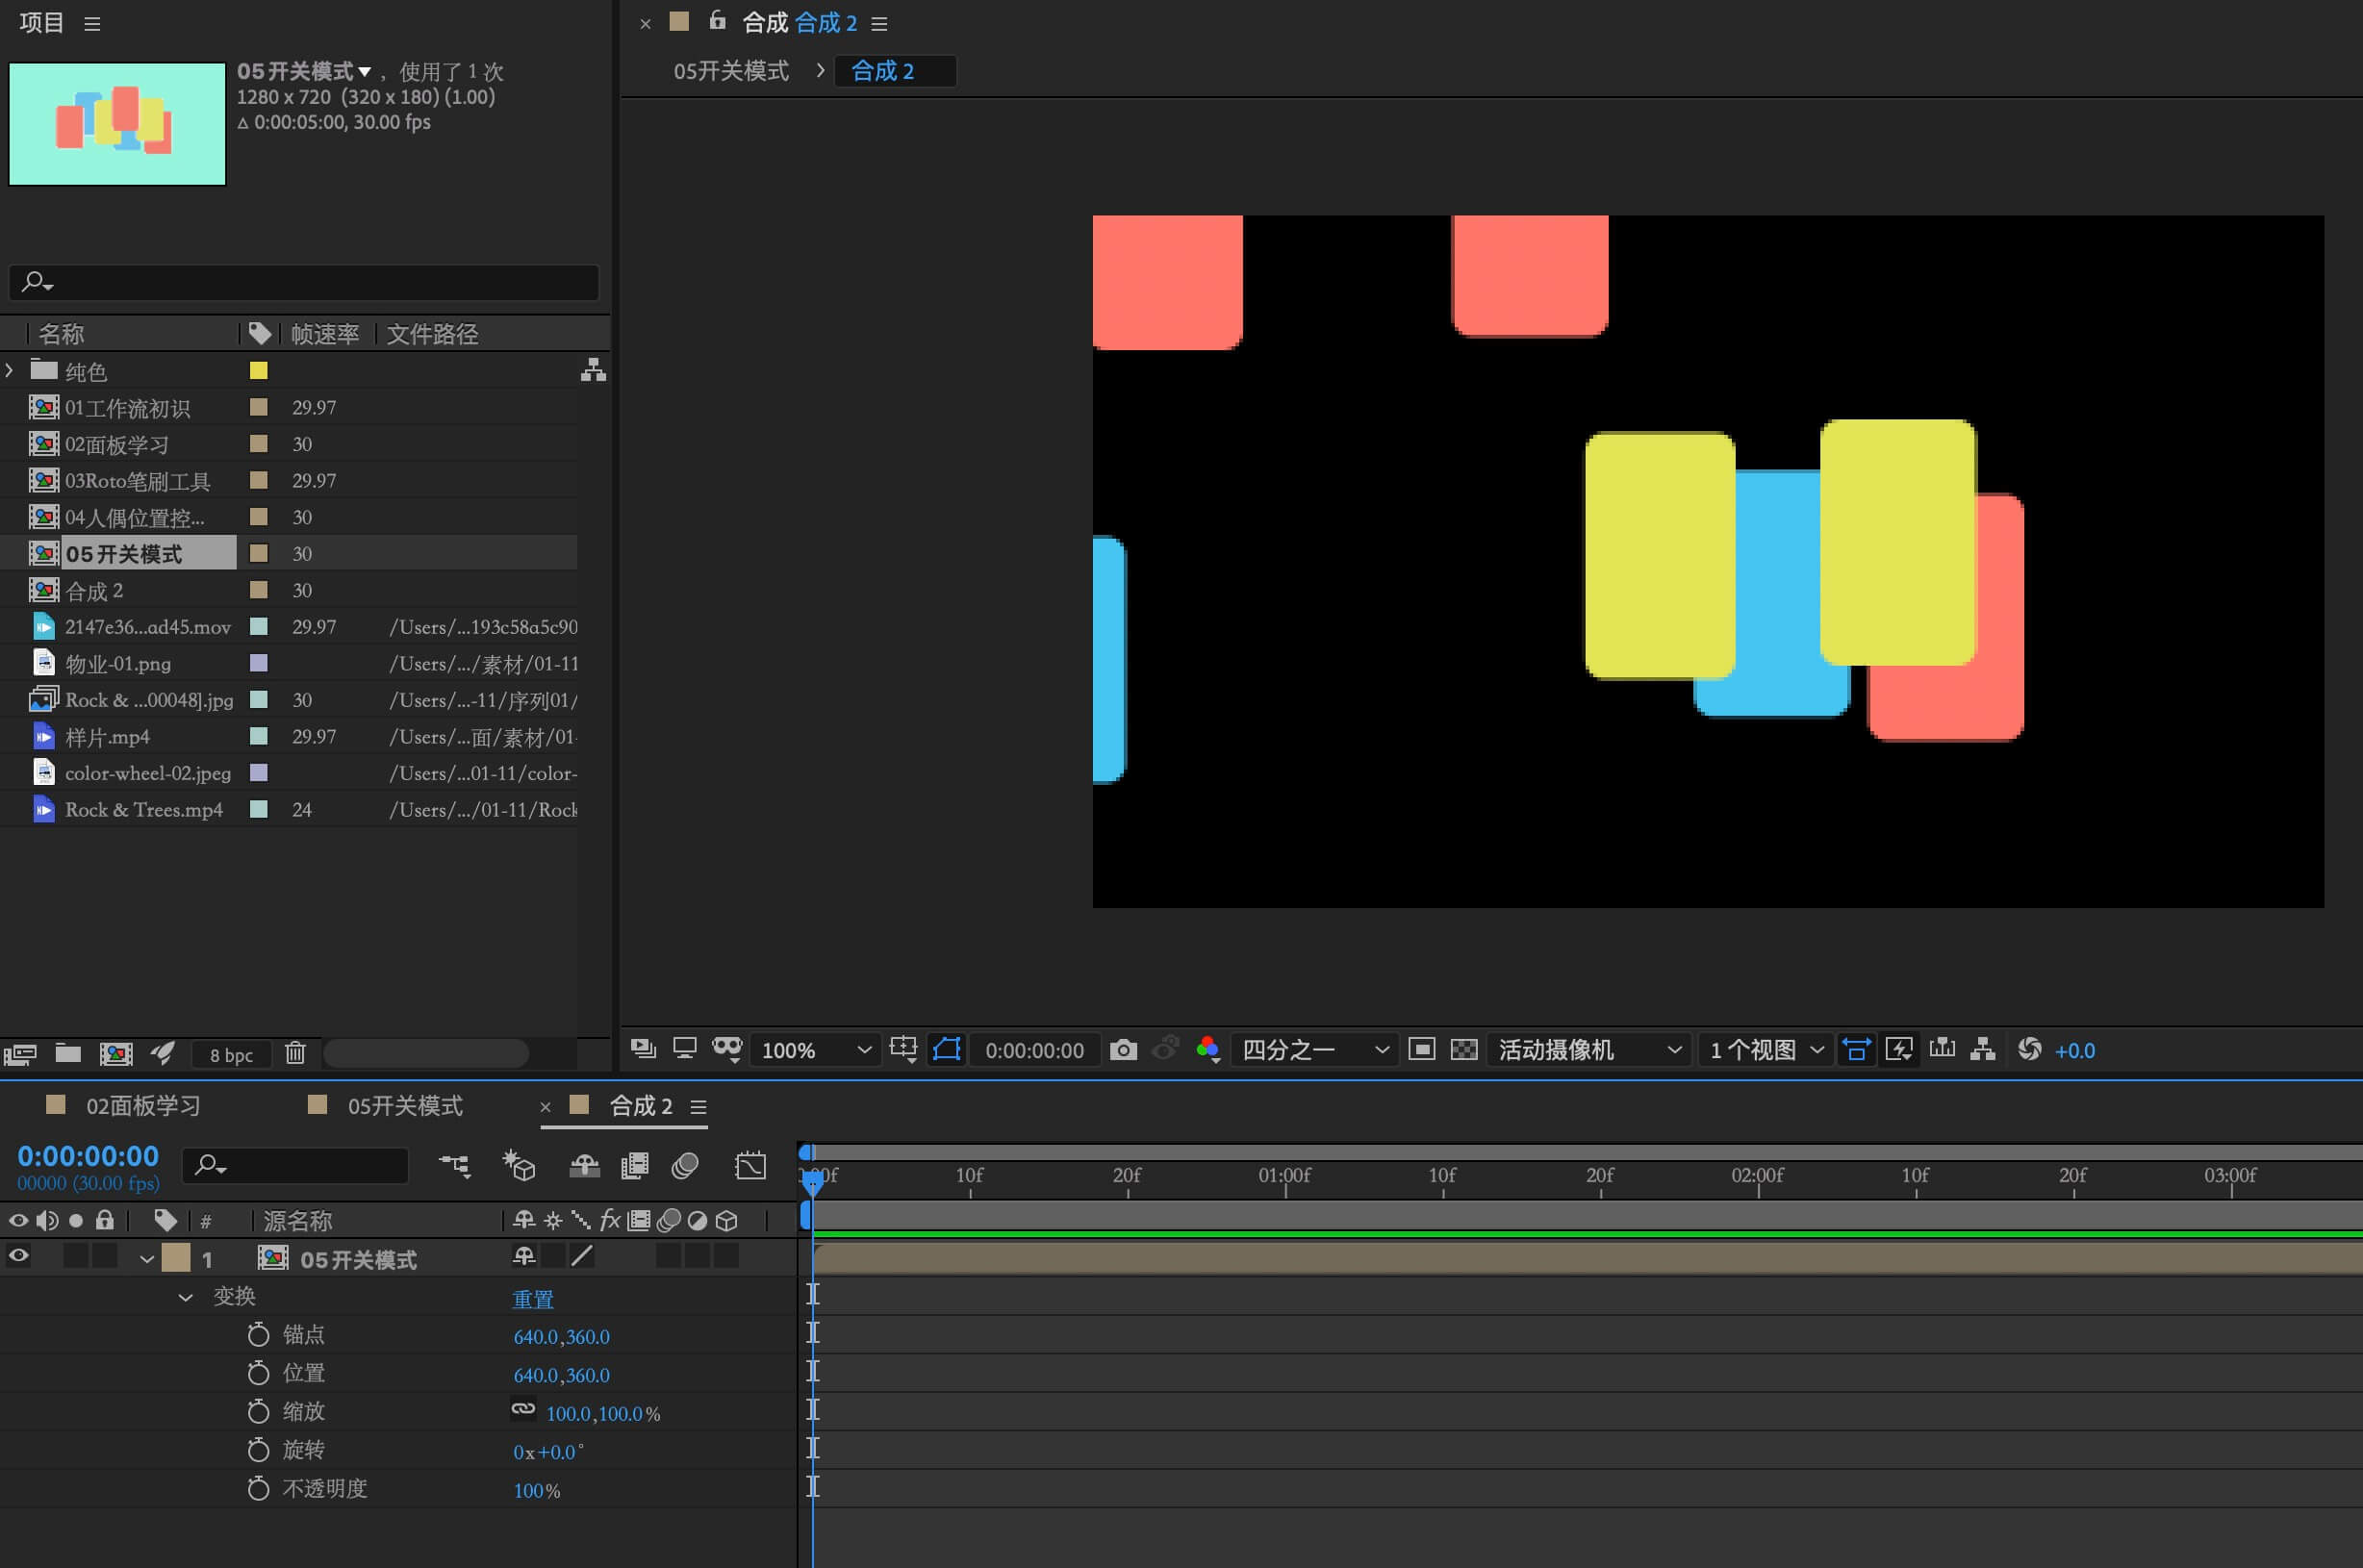 项目
05开关模式 ，使用了 1 次
1280 x 720 (320 x 180) (1.00)
Δ 0:00:05:00, 30.00 fps
名称 帧速率 文件路径
纯色
01工作流初识 29.97
02面板学习 30
03Roto笔刷工具 29.97
04人偶位置控... 30
05开关模式 30
合成 2 30
2147e36...ad45.mov 29.97 /Users/...193c58a5c90
物业-01.png /Users/.../素材/01-11
Rock & ...00048].jpg 30 /Users/...-11/序列01/
样片.mp4 29.97 /Users/...面/素材/01-
color-wheel-02.jpeg /Users/...01-11/color-
Rock & Trees.mp4 24 /Users/.../01-11/Rock
8 bpc
合成 合成 2
05开关模式 合成 2
100% 0:00:00:00 四分之一 活动摄像机 1 个视图 +0.0
02面板学习 05开关模式 合成 2
0:00:00:00
00000 (30.00 fps)
:00f 10f 20f 01:00f 10f 20f 02:00f 10f 20f 03:00f
# 源名称 fx
1 05开关模式
变换 重置
锚点 640.0,360.0
位置 640.0,360.0
缩放 100.0,100.0%
旋转 0x+0.0°
不透明度 100%